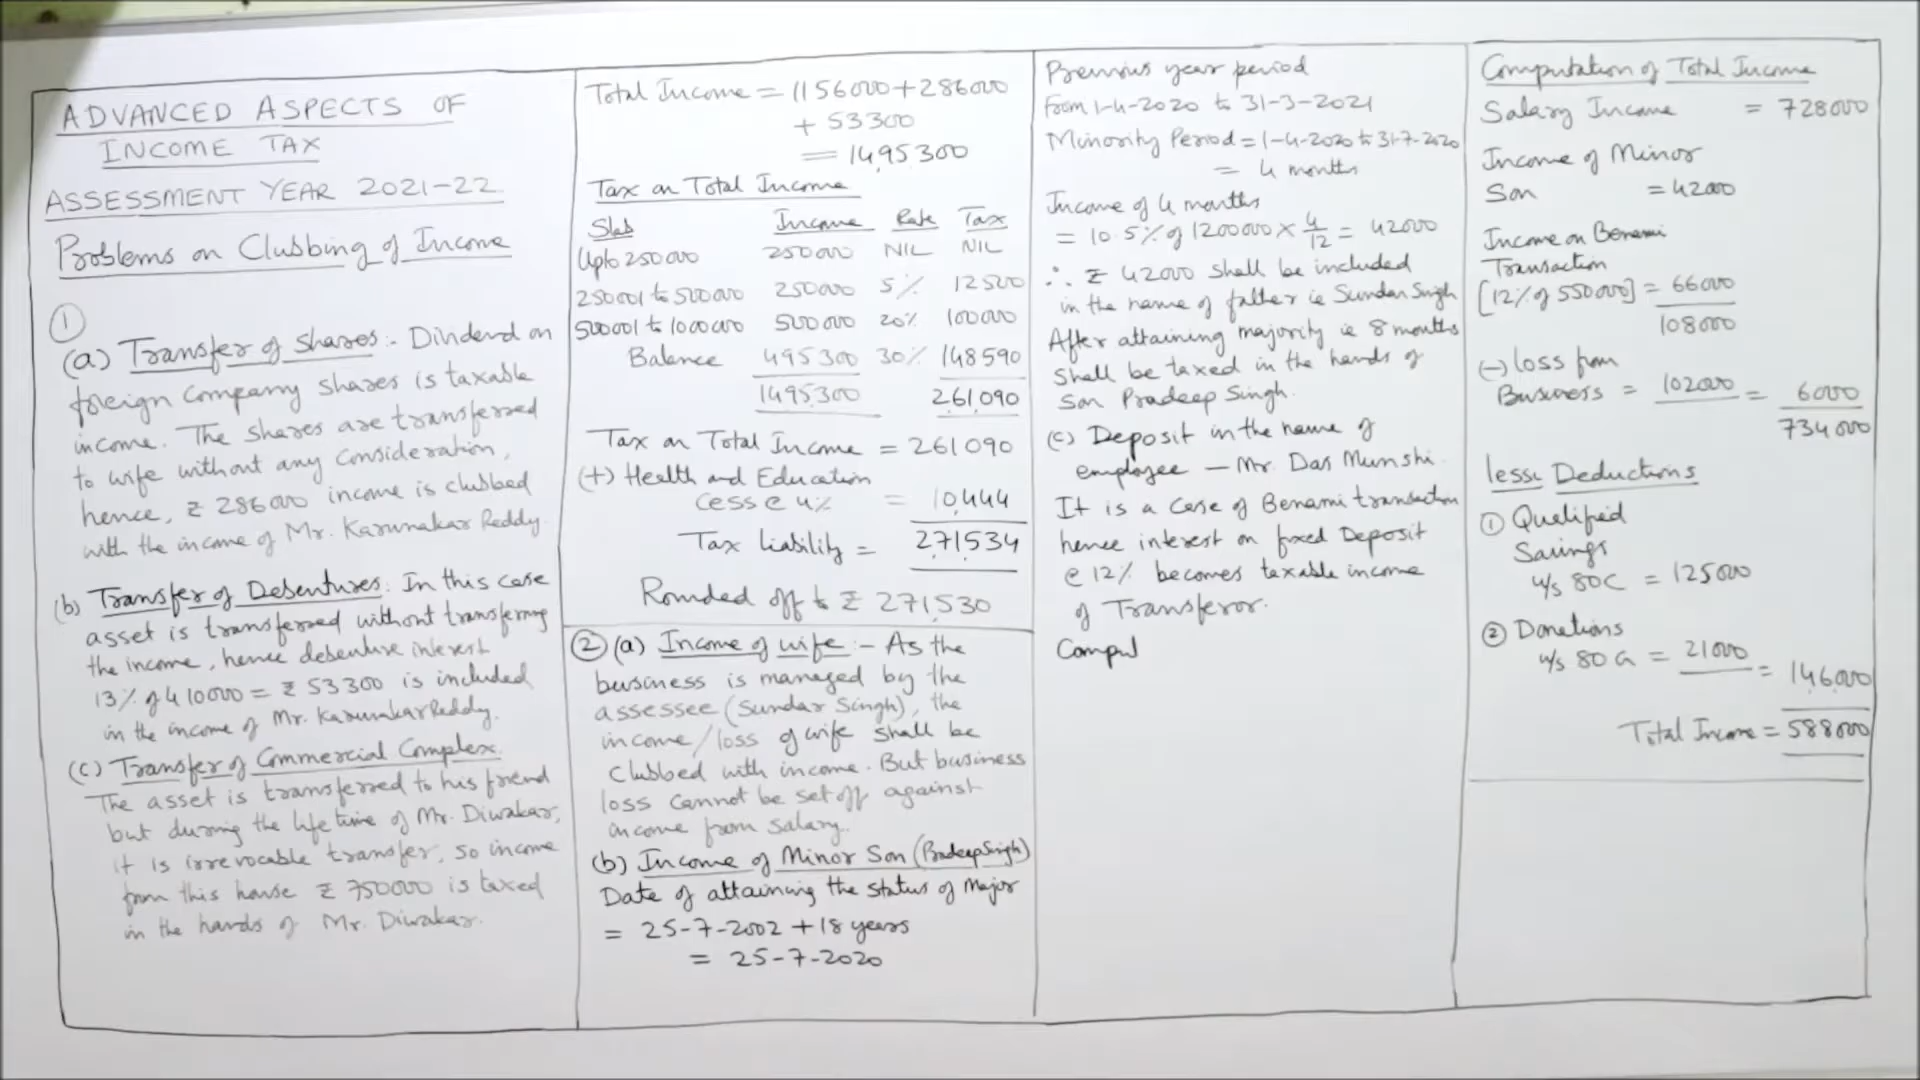 ADVANCED ASPECTS OF
INCOME TAX
ASSESSMENT YEAR 2021-22
Problems on Clubbing of Income
①
(a) Transfer of shares:- Dividend on
foreign Company shares is taxable
income. The shares are transferred
to wife without any consideration,
hence, ₹ 286000 income is clubbed
with the income of Mr. Karunakar Reddy.
(b) Transfer of Debentures: In this case
asset is transferred without transferring
the income, hence debenture interest
13% of 410000 = ₹ 53300 is included
in the income of Mr. Karunakar Reddy.
(c) Transfer of Commercial Complex.
The asset is transferred to his friend
but during the life time of Mr. Diwakar,
it is irrevocable transfer, so income
from this house ₹ 750000 is taxed
in the hands of Mr. Diwakar.
Total Income = 1156000+286000
+ 53300
= 1495300
Tax on Total Income
Slab Income Rate Tax
Upto 250000 250000 NIL NIL
250001 to 500000 250000 5% 12500
500001 to 1000000 500000 20% 100000
Balance 495300 30% 148590
1495300 261090
Tax on Total Income = 261090
(+) Health and Education
Cess @ 4% = 10,444
Tax liability = 271534
Rounded off to ₹ 271530
② (a) Income of wife:- As the
business is managed by the
assessee (Sundar Singh), the
income/loss of wife shall be
clubbed with income. But business
loss cannot be set off against
income from salary.
(b) Income of Minor Son (Pradeep Singh)
Date of attaining the status of Major
= 25-7-2002 + 18 years
= 25-7-2020
Previous year period
from 1-4-2020 to 31-3-2021
Minority Period = 1-4-2020 to 31-7-2020
= 4 months
Income of 4 months
= 10.5% of 1200000 × 4/12 = 42000
∴ ₹ 42000 shall be included
in the name of father ie Sundar Singh
After attaining majority ie 8 months
shall be taxed in the hands of
Son Pradeep Singh.
(c) Deposit in the name of
employee - Mr. Das Munshi.
It is a case of Benami transaction
hence interest on fixed Deposit
@ 12% becomes taxable income
of Transferor.
Comput
Computation of Total Income
Salary Income = 728000
Income of Minor
Son = 42000
Income on Benami
Transaction
[12% of 550000] = 66000
108000
(-) loss from
Business = 102000 = 6000
734000
less: Deductions
① Qualified
Savings
u/s 80C = 125000
② Donations
u/s 80G = 21000 = 146000
Total Income = 588000